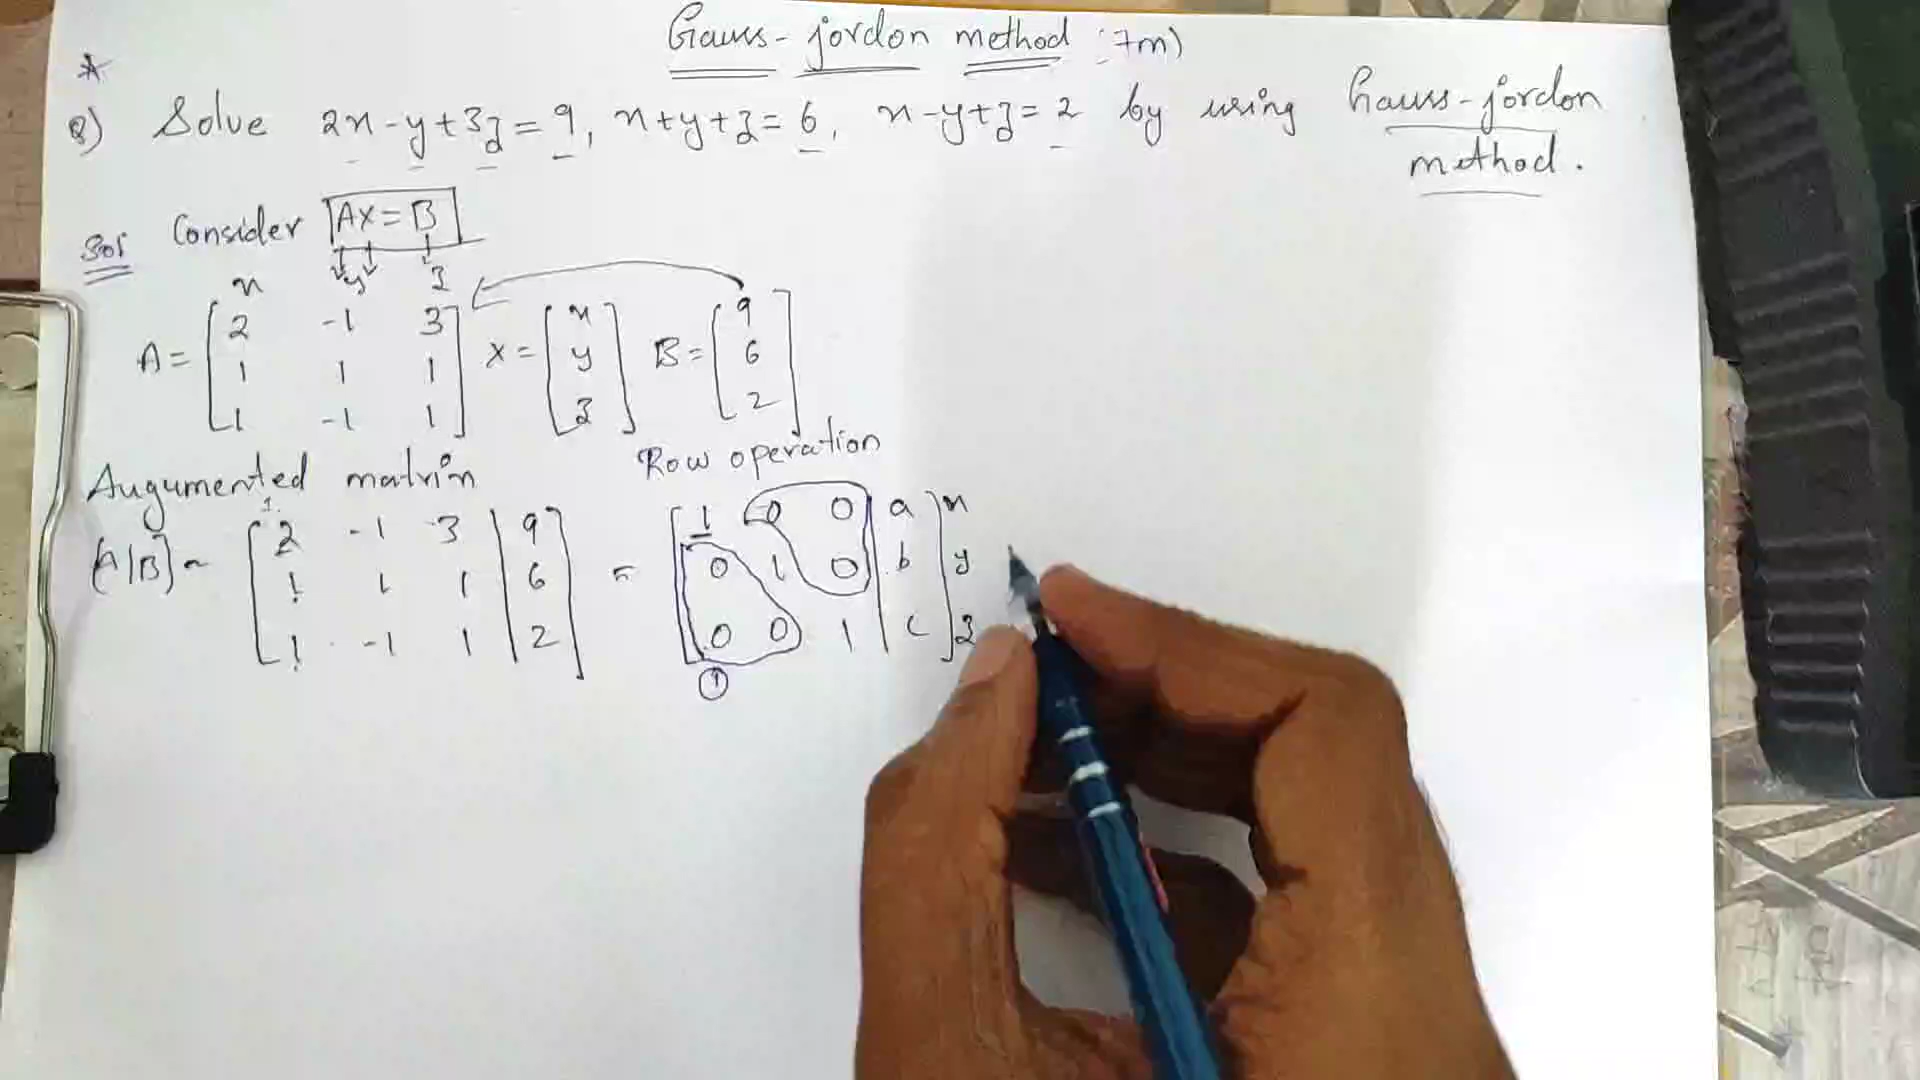 Gauss-jordon method :7m)
*
Q) Solve 2x-y+3z=9, x+y+z=6, x-y+z=2 by using Gauss-jordon
method.
Sol Consider AX=B
x y z
A = [2 -1 3] X = [x] B = [9]
[1 1 1] [y] [6]
[1 -1 1] [z] [2]
Augumented matrix Row operation
1.
(A|B) ~ [2 -1 3 | 9] = [1 0 0 | a] x
[1 1 1 | 6] [0 1 0 | b] y
[1 -1 1 | 2] [0 0 1 | c] z
①